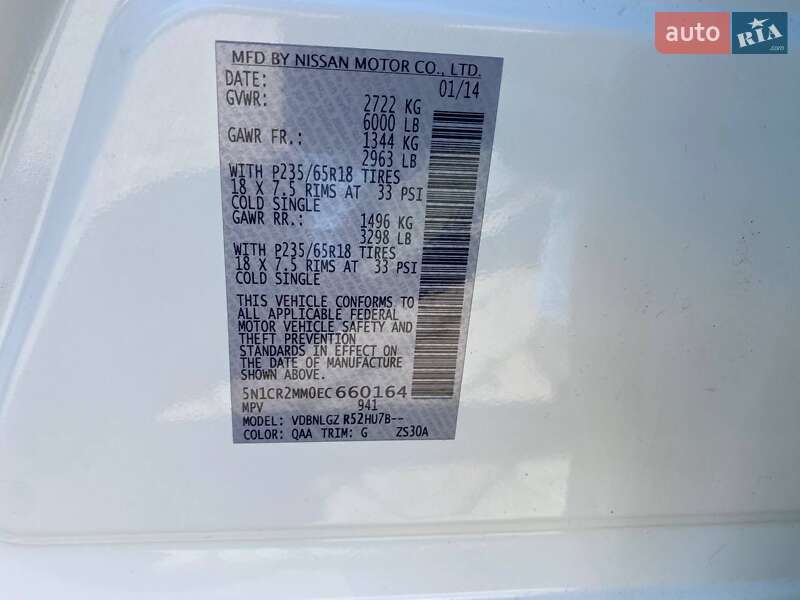 auto RIA.com
MFD BY NISSAN MOTOR CO., LTD.
DATE: 01/14
GVWR: 2722 KG
6000 LB
GAWR FR.: 1344 KG
2963 LB
WITH P235/65R18 TIRES
18 X 7.5 RIMS AT 33 PSI
COLD SINGLE
GAWR RR.: 1496 KG
3298 LB
WITH P235/65R18 TIRES
18 X 7.5 RIMS AT 33 PSI
COLD SINGLE
THIS VEHICLE CONFORMS TO
ALL APPLICABLE FEDERAL
MOTOR VEHICLE SAFETY AND
THEFT PREVENTION
STANDARDS IN EFFECT ON
THE DATE OF MANUFACTURE
SHOWN ABOVE.
5N1CR2MM0EC660164
MPV 941
MODEL: VDBNLGZ R52HU7B--
COLOR: QAA TRIM: G ZS30A